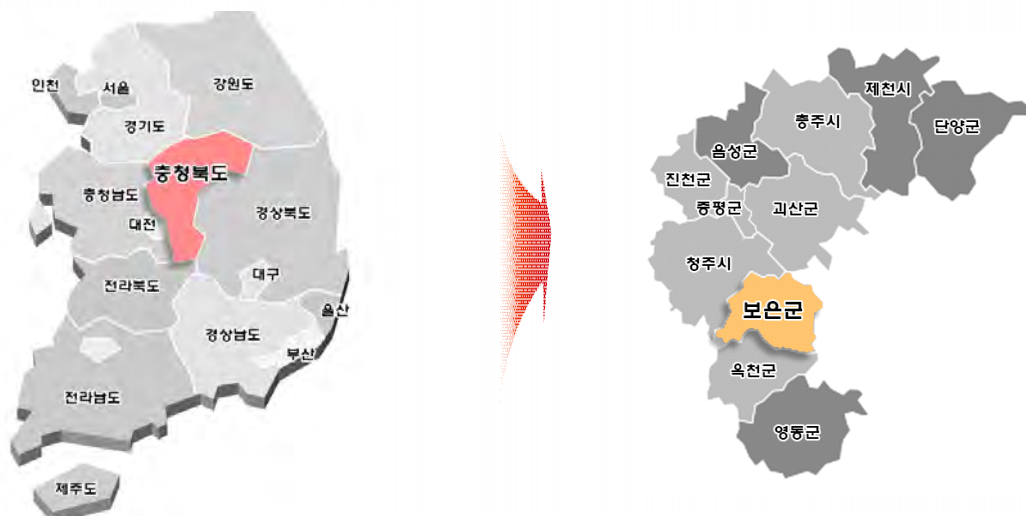 인천
서울
강원도
경기도
충청북도
충청남도
대전
경상북도
대구
전라북도
울산
경상남도
부산
전라남도
제주도
제천시
충주시
단양군
음성군
진천군
증평군
괴산군
청주시
보은군
옥천군
영동군